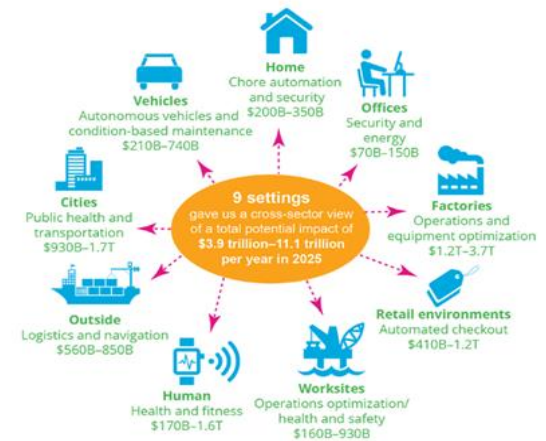 Home
Chore automation
and security
$200B–350B
Offices
Security and
energy
$70B–150B
Factories
Operations and
equipment optimization
$1.2T–3.7T
Retail environments
Automated checkout
$410B–1.2T
Worksites
Operations optimization/
health and safety
$160B–930B
Human
Health and fitness
$170B–1.6T
Outside
Logistics and navigation
$560B–850B
Cities
Public health and
transportation
$930B–1.7T
Vehicles
Autonomous vehicles and
condition-based maintenance
$210B–740B
9 settings
gave us a cross-sector view
of a total potential impact of
$3.9 trillion–11.1 trillion
per year in 2025